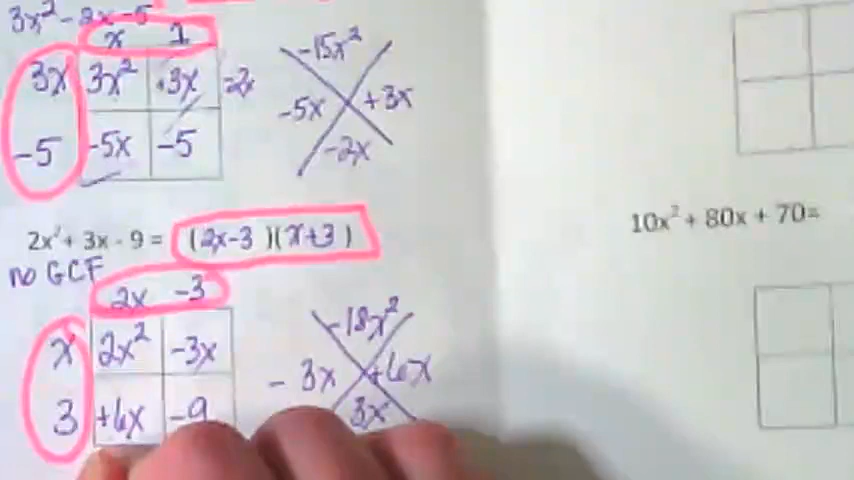 3x² - 2x - 5
x 1
3x 3x² +3x = 2x
-5 -5x -5
-15x²
-5x +3x
-2x
2x² + 3x - 9 = (2x-3)(x+3)
no GCF
2x -3
x 2x² -3x
3 +6x -9
-18x²
- 3x +6x
3x
10x² + 80x + 70=